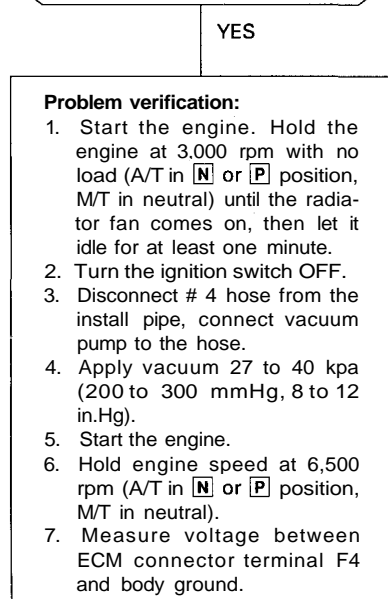 YES
Problem verification:
1. Start the engine. Hold the
engine at 3,000 rpm with no
load (A/T in N or P position,
M/T in neutral) until the radia-
tor fan comes on, then let it
idle for at least one minute.
2. Turn the ignition switch OFF.
3. Disconnect # 4 hose from the
install pipe, connect vacuum
pump to the hose.
4. Apply vacuum 27 to 40 kpa
(200 to 300 mmHg, 8 to 12
in.Hg).
5. Start the engine.
6. Hold engine speed at 6,500
rpm (A/T in N or P position,
M/T in neutral).
7. Measure voltage between
ECM connector terminal F4
and body ground.